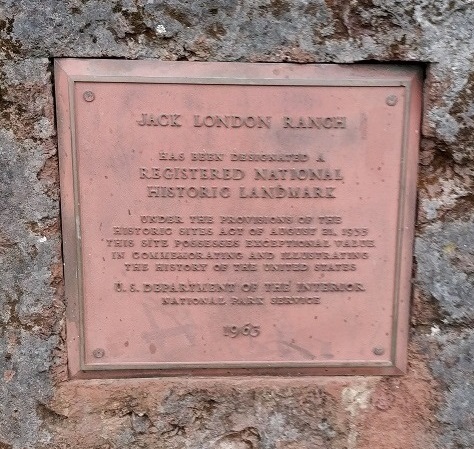 JACK LONDON RANCH
HAS BEEN DESIGNATED A
REGISTERED NATIONAL
HISTORIC LANDMARK
UNDER THE PROVISIONS OF THE
HISTORIC SITES ACT OF AUGUST 21, 1935
THIS SITE POSSESSES EXCEPTIONAL VALUE
IN COMMEMORATING AND ILLUSTRATING
THE HISTORY OF THE UNITED STATES
U.S. DEPARTMENT OF THE INTERIOR
NATIONAL PARK SERVICE
1963